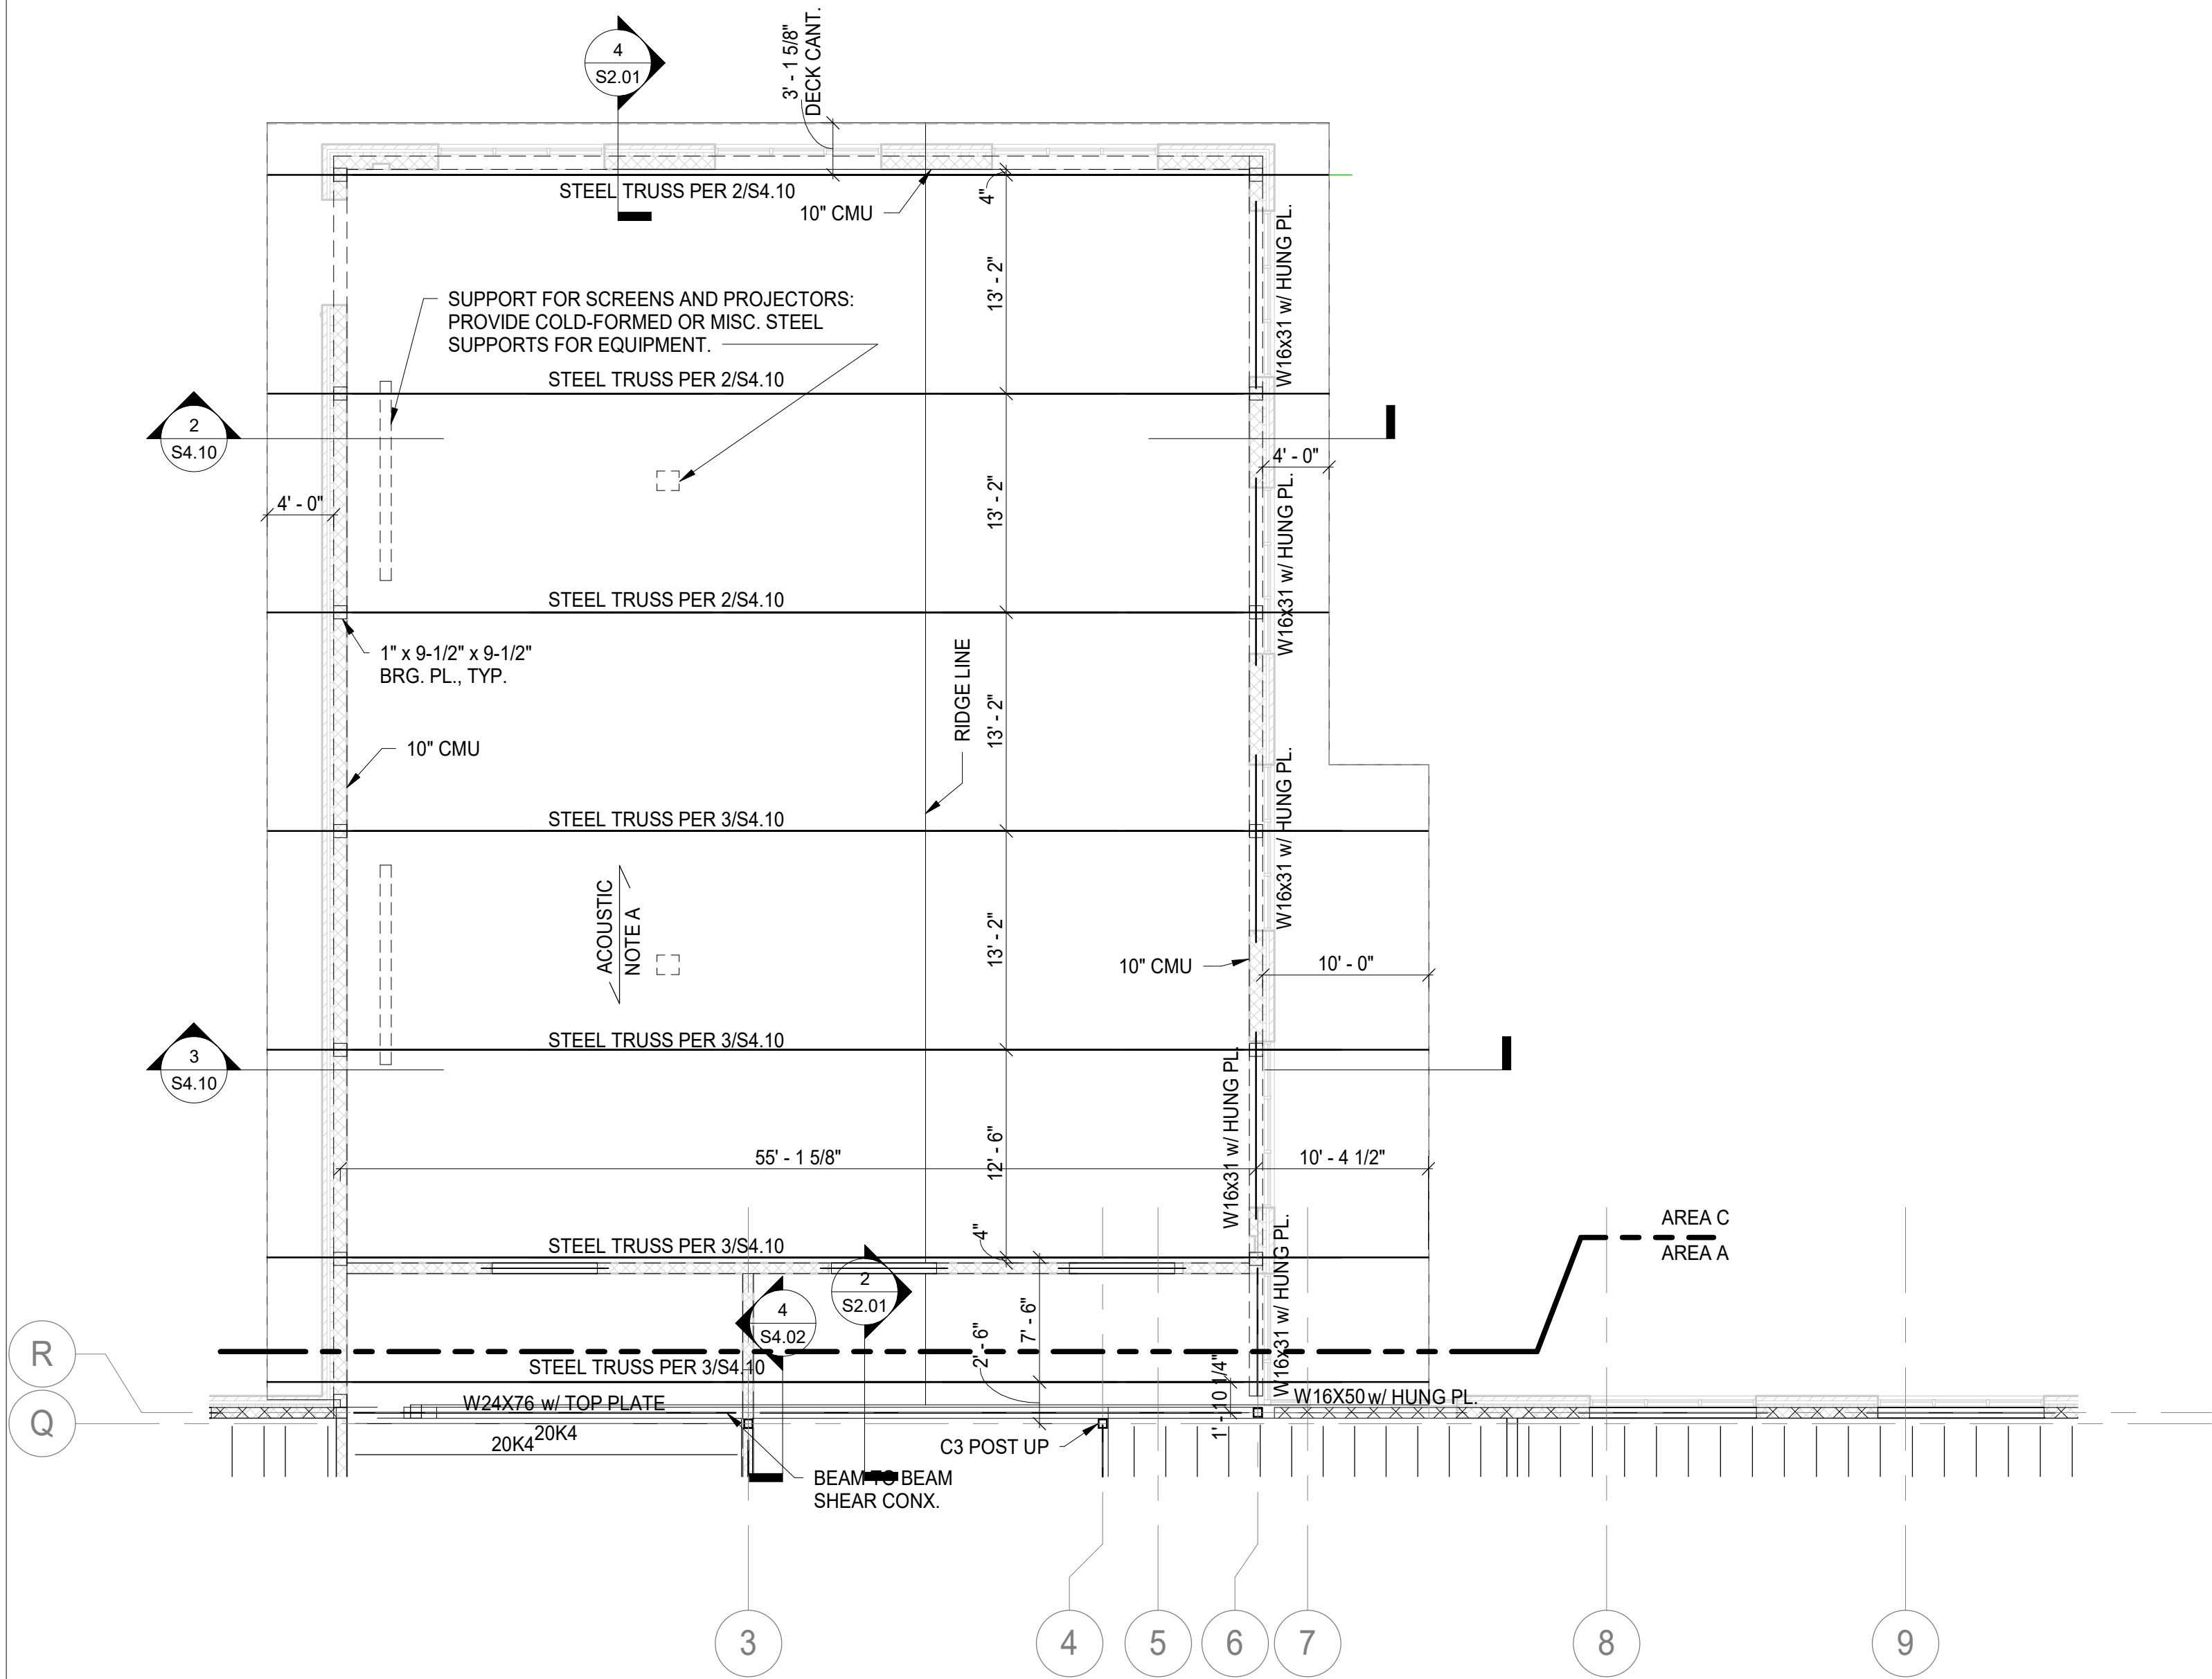 4
S2.01
3' - 1 5/8"
DECK CANT.
STEEL TRUSS PER 2/S4.10
10" CMU
4"
W16x31 w/ HUNG PL.
13' - 2"
SUPPORT FOR SCREENS AND PROJECTORS:
PROVIDE COLD-FORMED OR MISC. STEEL
SUPPORTS FOR EQUIPMENT.
STEEL TRUSS PER 2/S4.10
2
S4.10
4' - 0"
4' - 0"
13' - 2"
W16x31 w/ HUNG PL.
STEEL TRUSS PER 2/S4.10
1" x 9-1/2" x 9-1/2"
BRG. PL., TYP.
RIDGE LINE
13' - 2"
10" CMU
W16x31 w/ HUNG PL.
STEEL TRUSS PER 3/S4.10
ACOUSTIC
NOTE A
13' - 2"
10" CMU
10' - 0"
STEEL TRUSS PER 3/S4.10
3
S4.10
W16x31 w/ HUNG PL.
12' - 6"
55' - 1 5/8"
10' - 4 1/2"
4"
STEEL TRUSS PER 3/S4.10
AREA C
AREA A
2
S2.01
4
S4.02
W16x31 w/ HUNG PL.
7' - 6"
2' - 6"
1' - 10 1/4"
R
STEEL TRUSS PER 3/S4.10
W24X76 w/ TOP PLATE
W16X50 w/ HUNG PL.
Q
20K4
20K4
C3 POST UP
BEAM TO BEAM
SHEAR CONX.
3
4
5
6
7
8
9